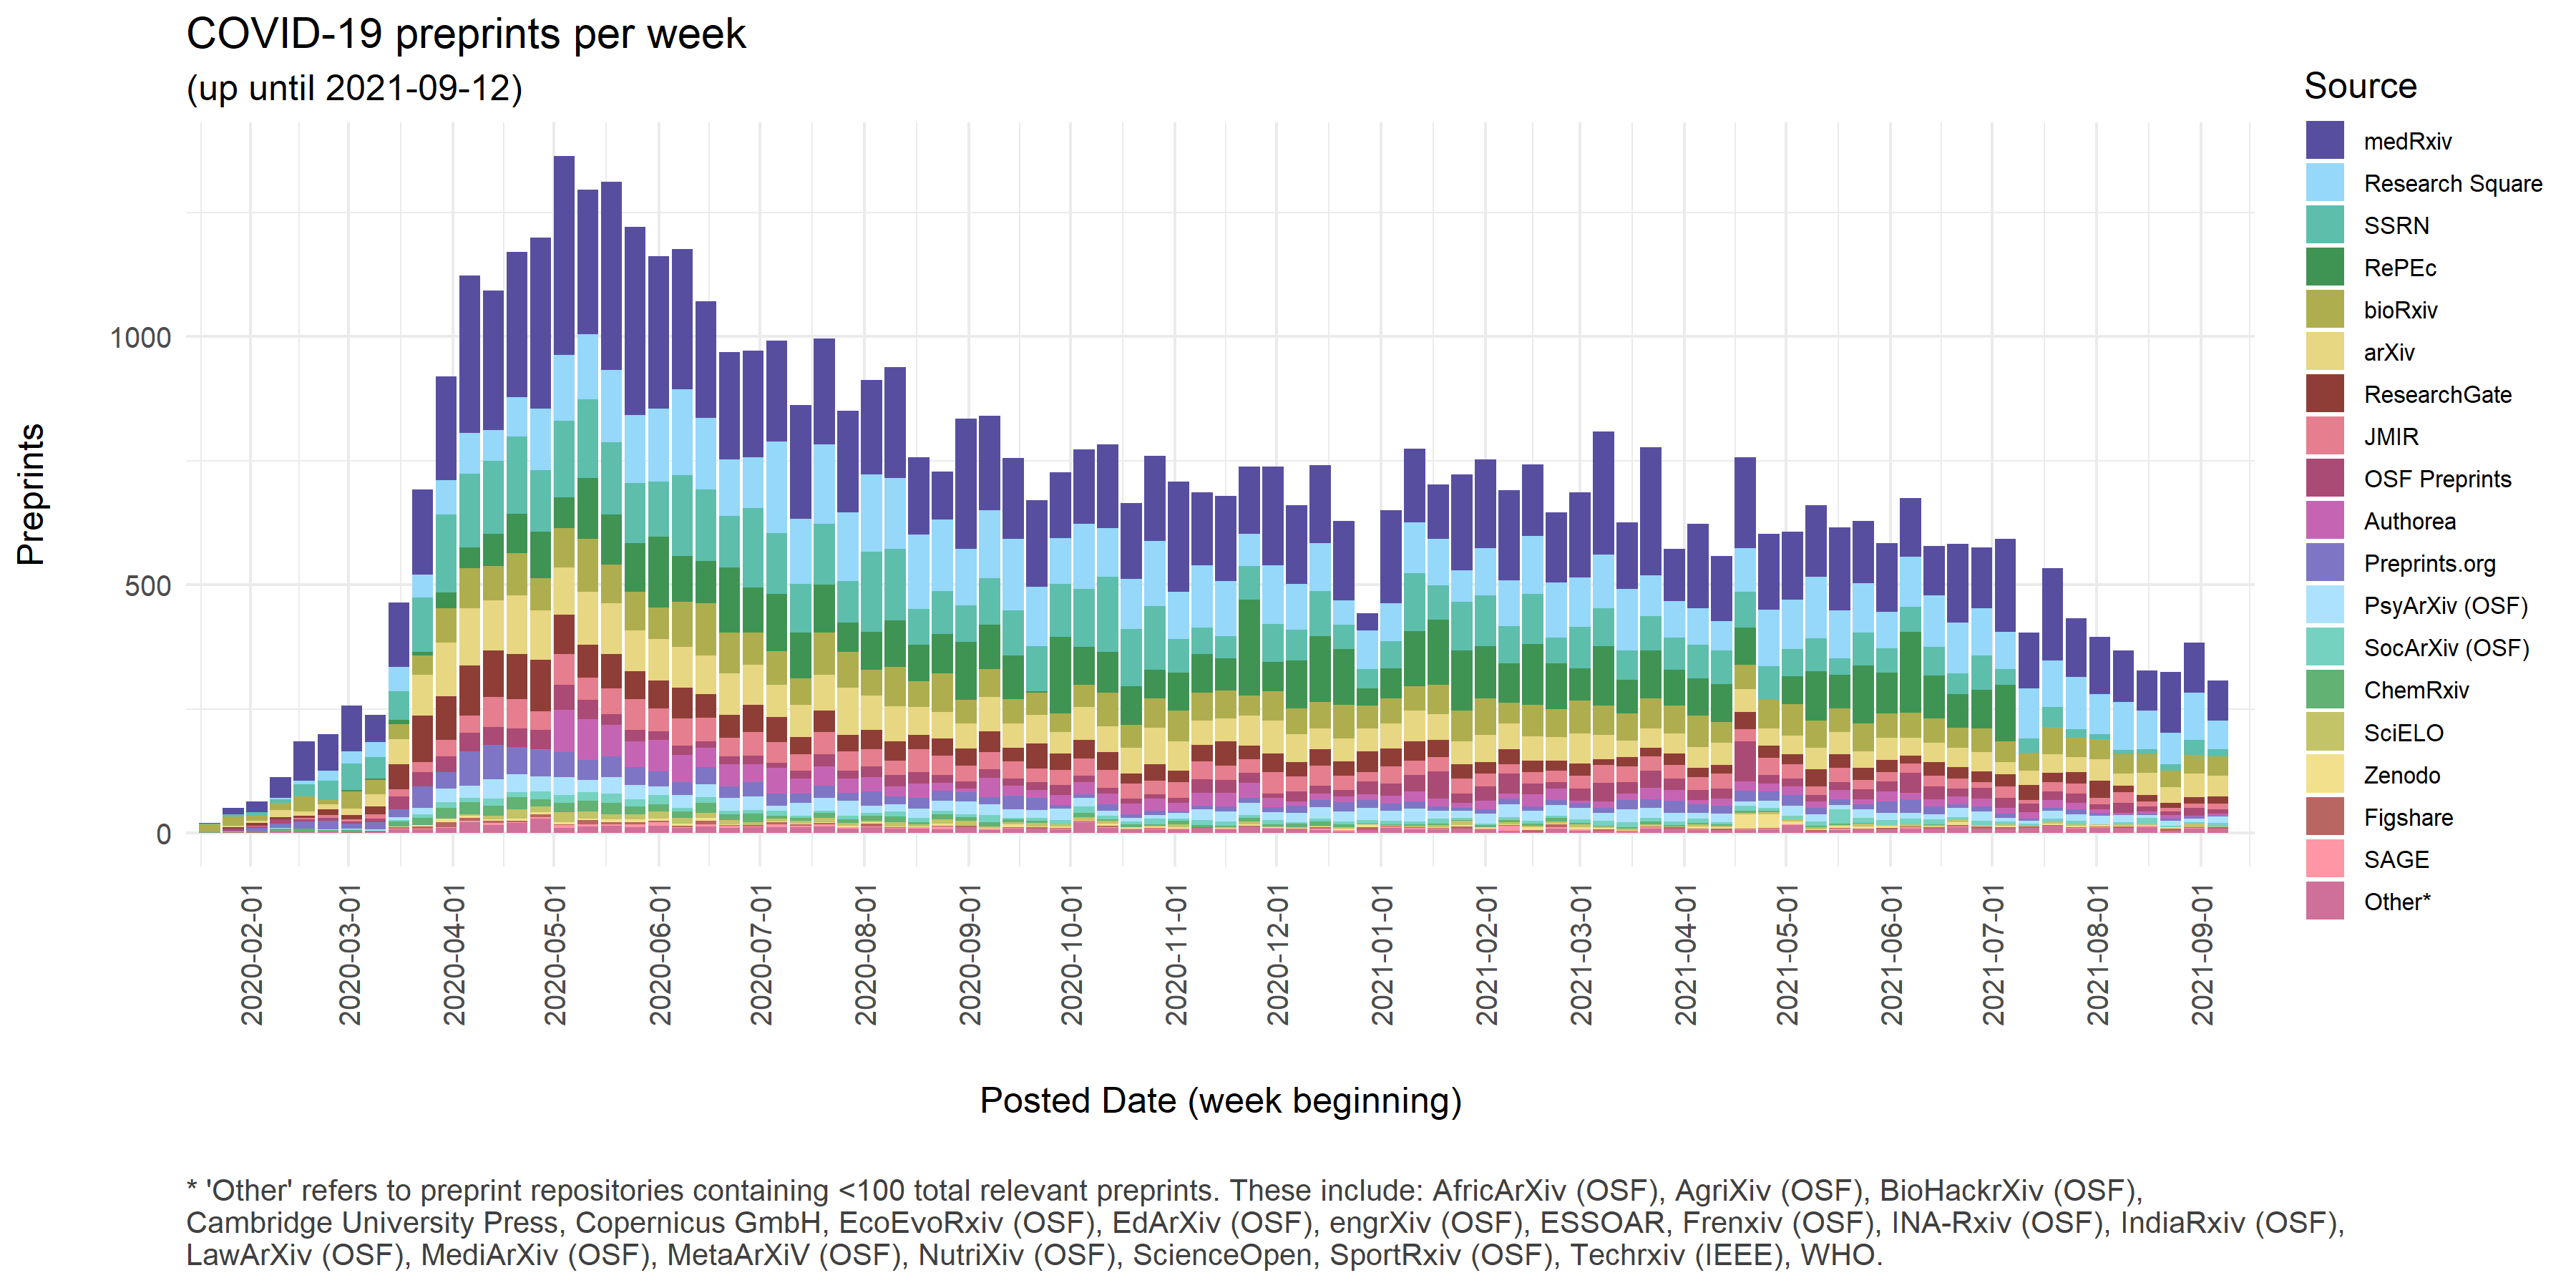 COVID-19 preprints per week
(up until 2021-09-12)
Preprints
1000
500
0
2020-02-01
2020-03-01
2020-04-01
2020-05-01
2020-06-01
2020-07-01
2020-08-01
2020-09-01
2020-10-01
2020-11-01
2020-12-01
2021-01-01
2021-02-01
2021-03-01
2021-04-01
2021-05-01
2021-06-01
2021-07-01
2021-08-01
2021-09-01
Posted Date (week beginning)
Source
medRxiv
Research Square
SSRN
RePEc
bioRxiv
arXiv
ResearchGate
JMIR
OSF Preprints
Authorea
Preprints.org
PsyArXiv (OSF)
SocArXiv (OSF)
ChemRxiv
SciELO
Zenodo
Figshare
SAGE
Other*
* 'Other' refers to preprint repositories containing <100 total relevant preprints. These include: AfricArXiv (OSF), AgriXiv (OSF), BioHackrXiv (OSF),
Cambridge University Press, Copernicus GmbH, EcoEvoRxiv (OSF), EdArXiv (OSF), engrXiv (OSF), ESSOAR, Frenxiv (OSF), INA-Rxiv (OSF), IndiaRxiv (OSF),
LawArXiv (OSF), MediArXiv (OSF), MetaArXiV (OSF), NutriXiv (OSF), ScienceOpen, SportRxiv (OSF), Techrxiv (IEEE), WHO.